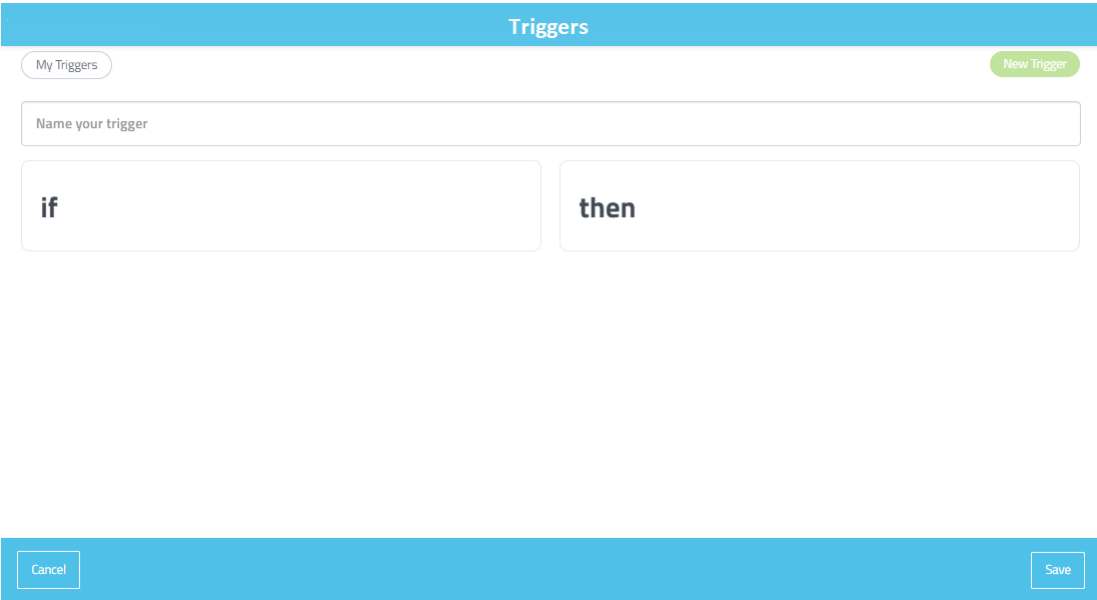 Triggers
My Triggers
New Trigger
Name your trigger
if
then
Cancel
Save